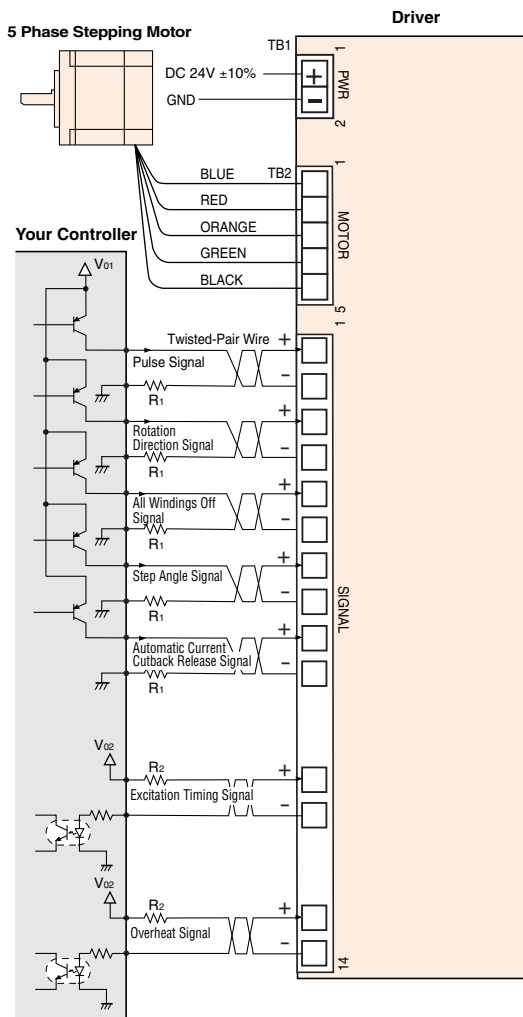 Driver
5 Phase Stepping Motor
TB1
1
DC 24V ±10%
+
PWR
GND
−
2
1
BLUE
TB2
RED
ORANGE
MOTOR
GREEN
BLACK
5
Your Controller
V01
1
Twisted-Pair Wire
+
Pulse Signal
−
R1
+
Rotation
Direction Signal
−
R1
+
All Windings Off
Signal
−
R1
+
Step Angle Signal
−
R1
SIGNAL
+
Automatic Current
Cutback Release Signal
−
R1
V02
R2
+
Excitation Timing Signal
−
V02
R2
+
Overheat Signal
−
14